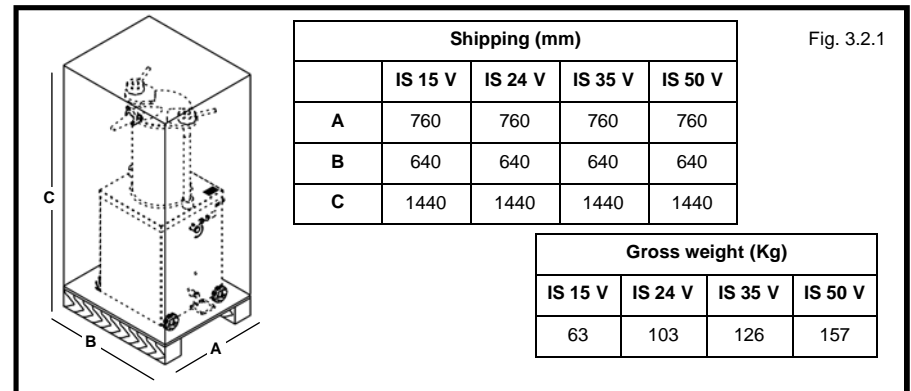 Fig. 3.2.1
Shipping (mm)
IS 15 V IS 24 V IS 35 V IS 50 V
A 760 760 760 760
B 640 640 640 640
C 1440 1440 1440 1440
C
B
A
Gross weight (Kg)
IS 15 V IS 24 V IS 35 V IS 50 V
63 103 126 157